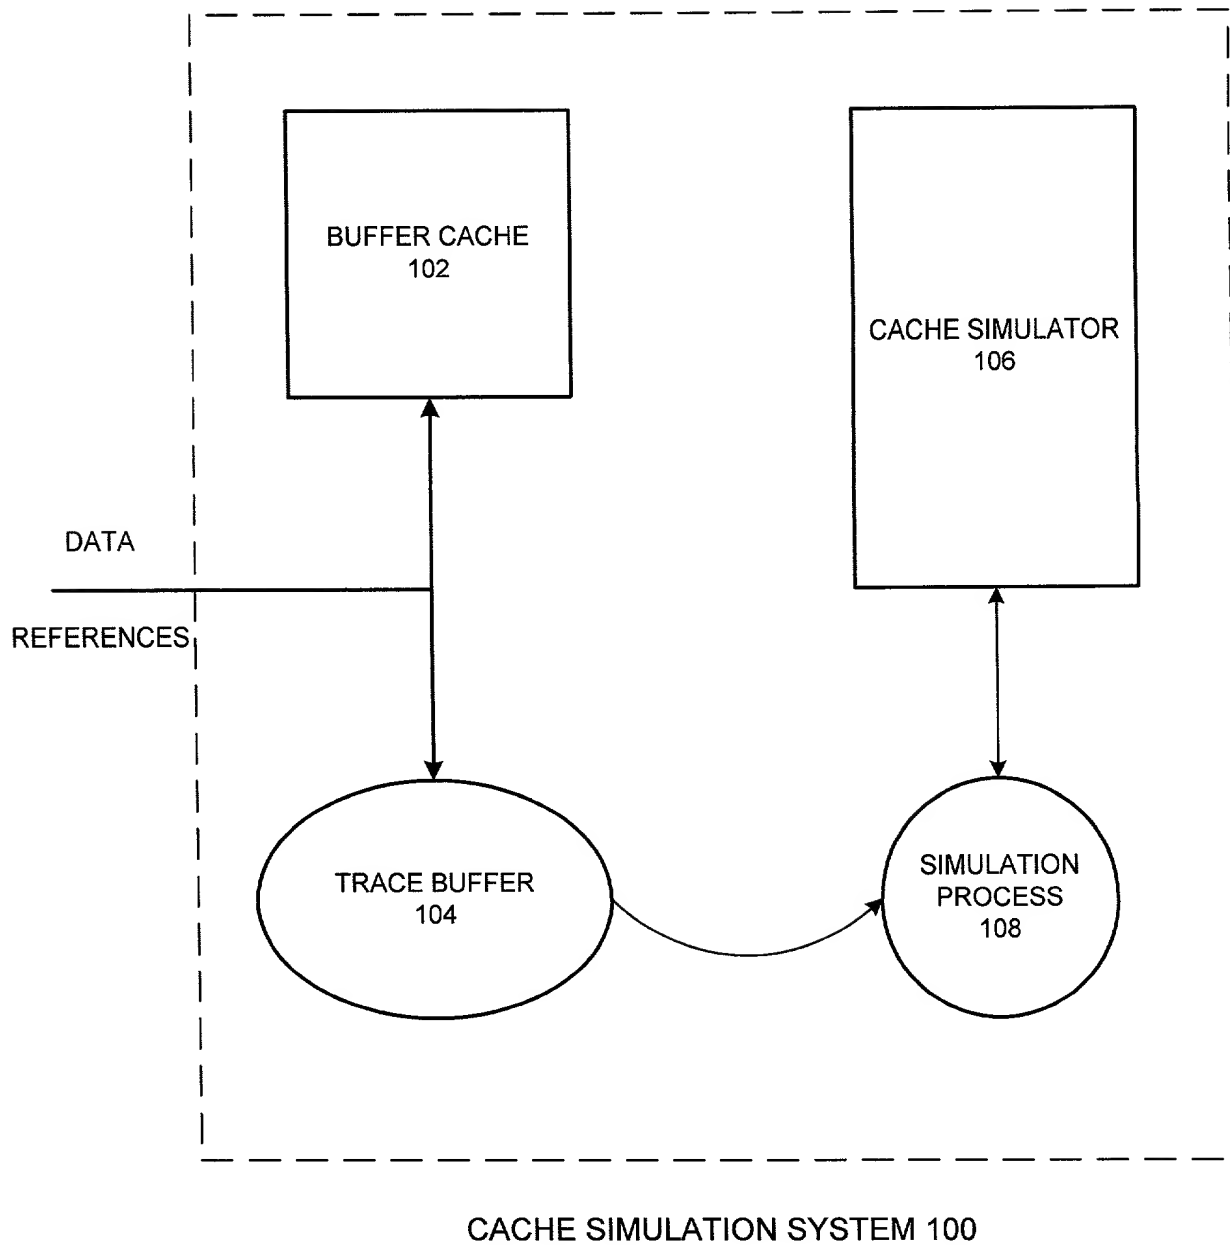 BUFFER CACHE
102
CACHE SIMULATOR
106
DATA
REFERENCES
TRACE BUFFER
104
SIMULATION
PROCESS
108
CACHE SIMULATION SYSTEM 100